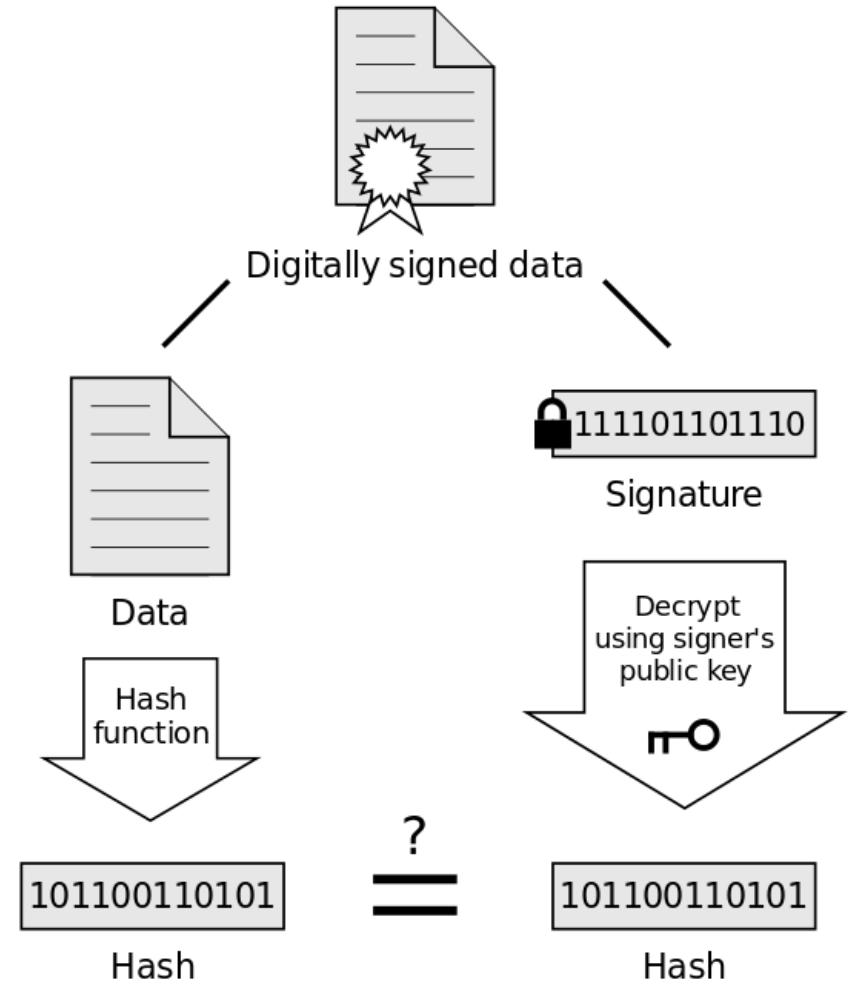 Digitally signed data
111101101110
Signature
Data
Decrypt
using signer's
public key
Hash
function
?
=
101100110101
101100110101
Hash
Hash